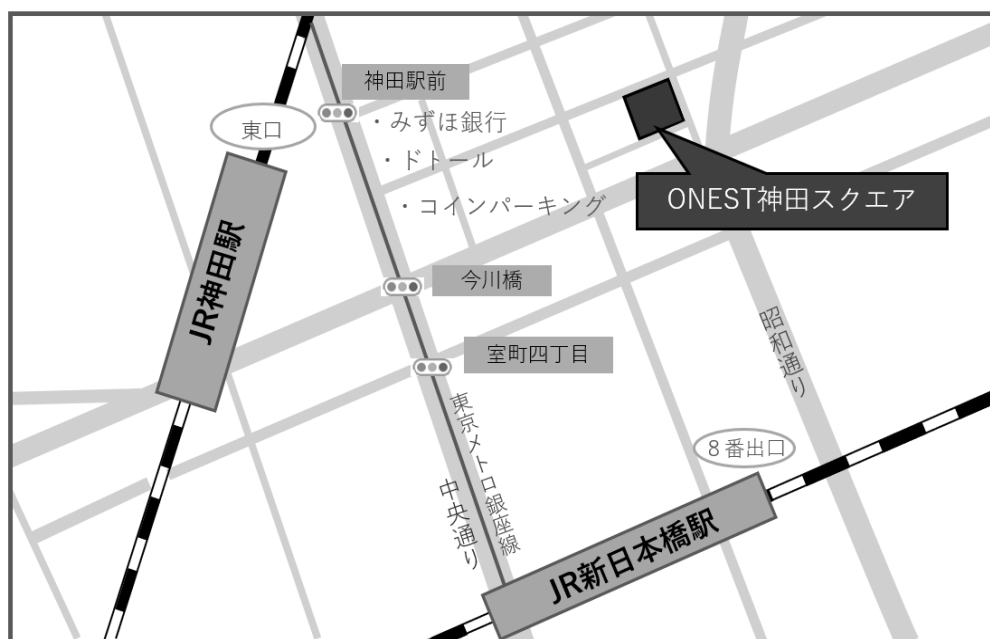 神田駅前
東口
・みずほ銀行
・ドトール
・コインパーキング
ONEST神田スクエア
JR神田駅
今川橋
室町四丁目
昭和通り
東京メトロ銀座線
中央通り
8番出口
JR新日本橋駅